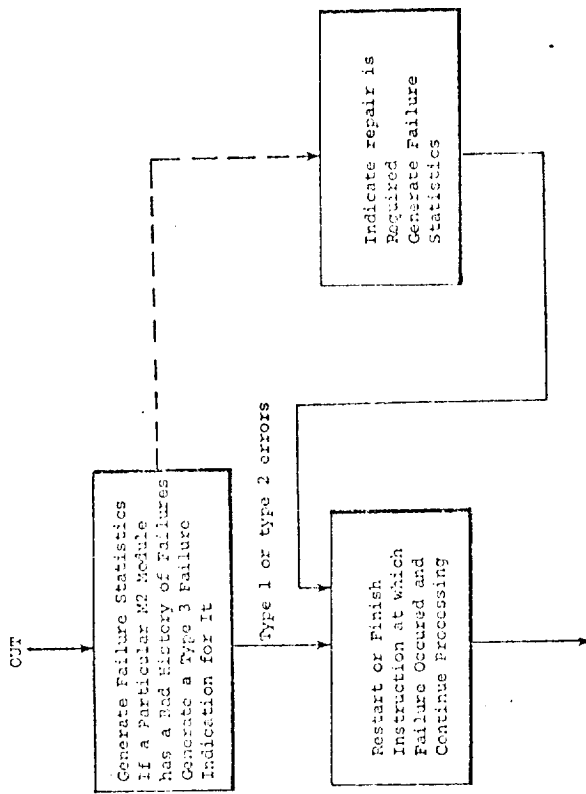 CUT
Generate Failure Statistics
If a Particular M2 Module
has a Bad History of Failures
Generate a Type 3 Failure
Indication for It
Type 1 or type 2 errors
Restart or Finish
Instruction at which
Failure Occured and
Continue Processing
Indicate repair is
Required
Generate Failure
Statistics